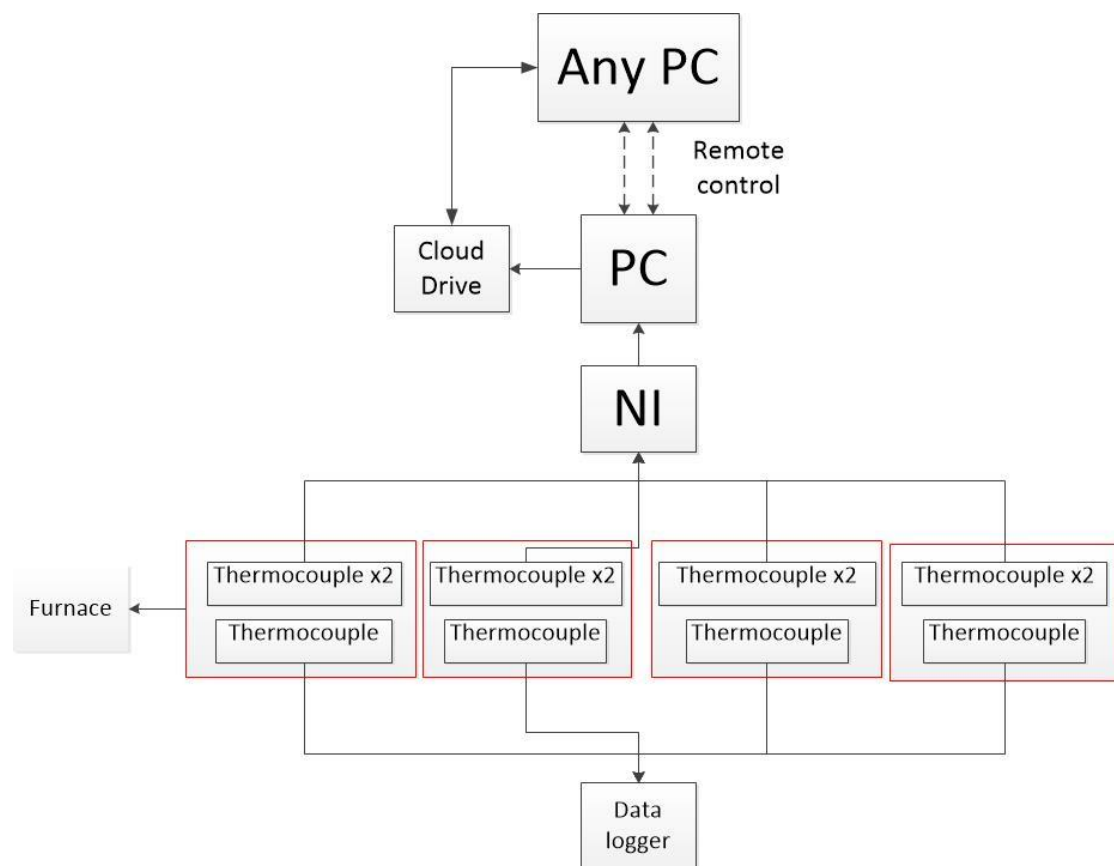 Any PC
Remote
control
Cloud
Drive
PC
NI
Thermocouple x2
Thermocouple x2
Thermocouple x2
Thermocouple x2
Furnace
Thermocouple
Thermocouple
Thermocouple
Thermocouple
Data
logger